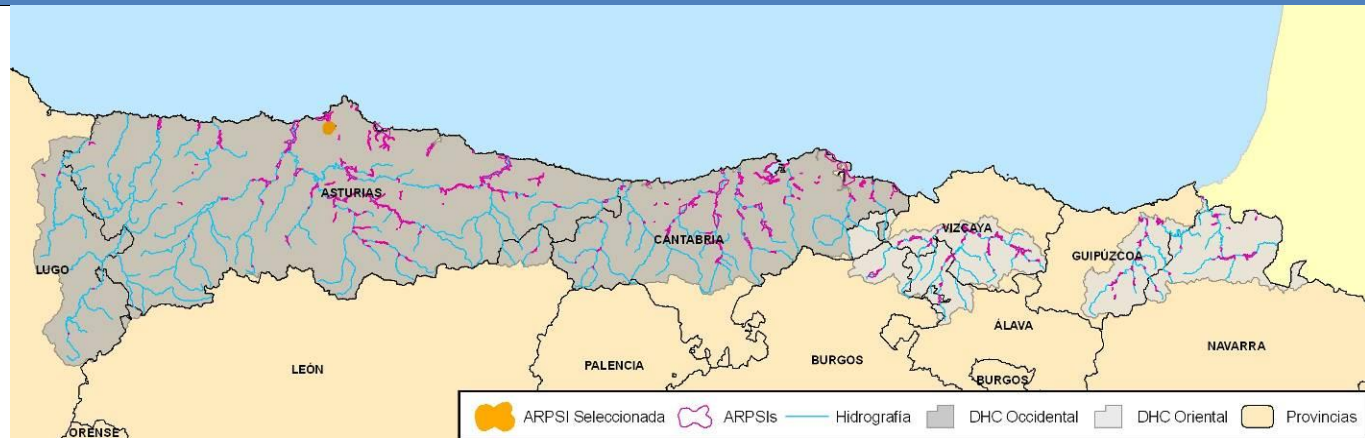 ASTURIAS
CANTABRIA
VIZCAYA
GUIPÚZCOA
LUGO
ÁLAVA
NAVARRA
LEÓN
PALENCIA
BURGOS
BURGOS
ORENSE
ARPSI Seleccionada ARPSIs Hidrografía DHC Occidental DHC Oriental Provincias